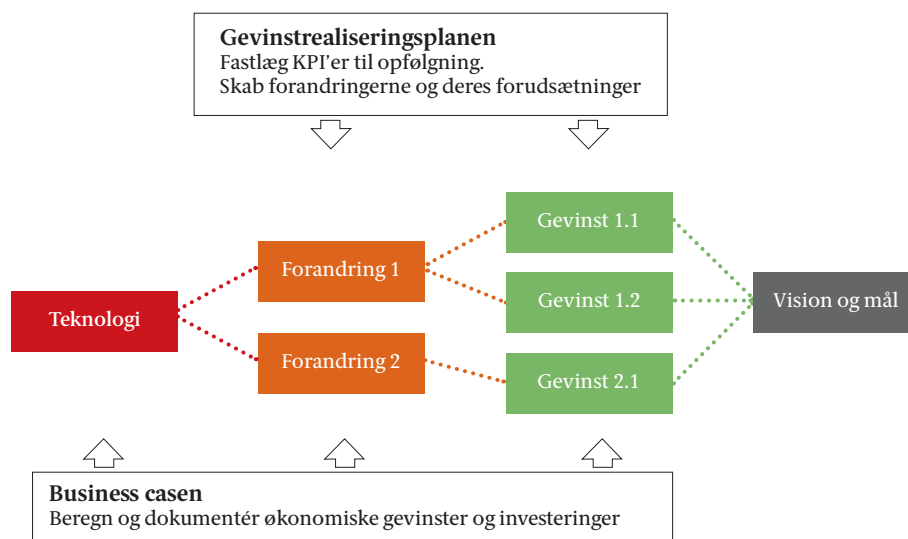 Gevinstrealiseringsplanen
Fastlæg KPI’er til opfølgning.
Skab forandringerne og deres forudsætninger
Gevinst 1.1
Forandring 1
Gevinst 1.2
Teknologi
Vision og mål
Forandring 2
Gevinst 2.1
Business casen
Beregn og dokumentér økonomiske gevinster og investeringer